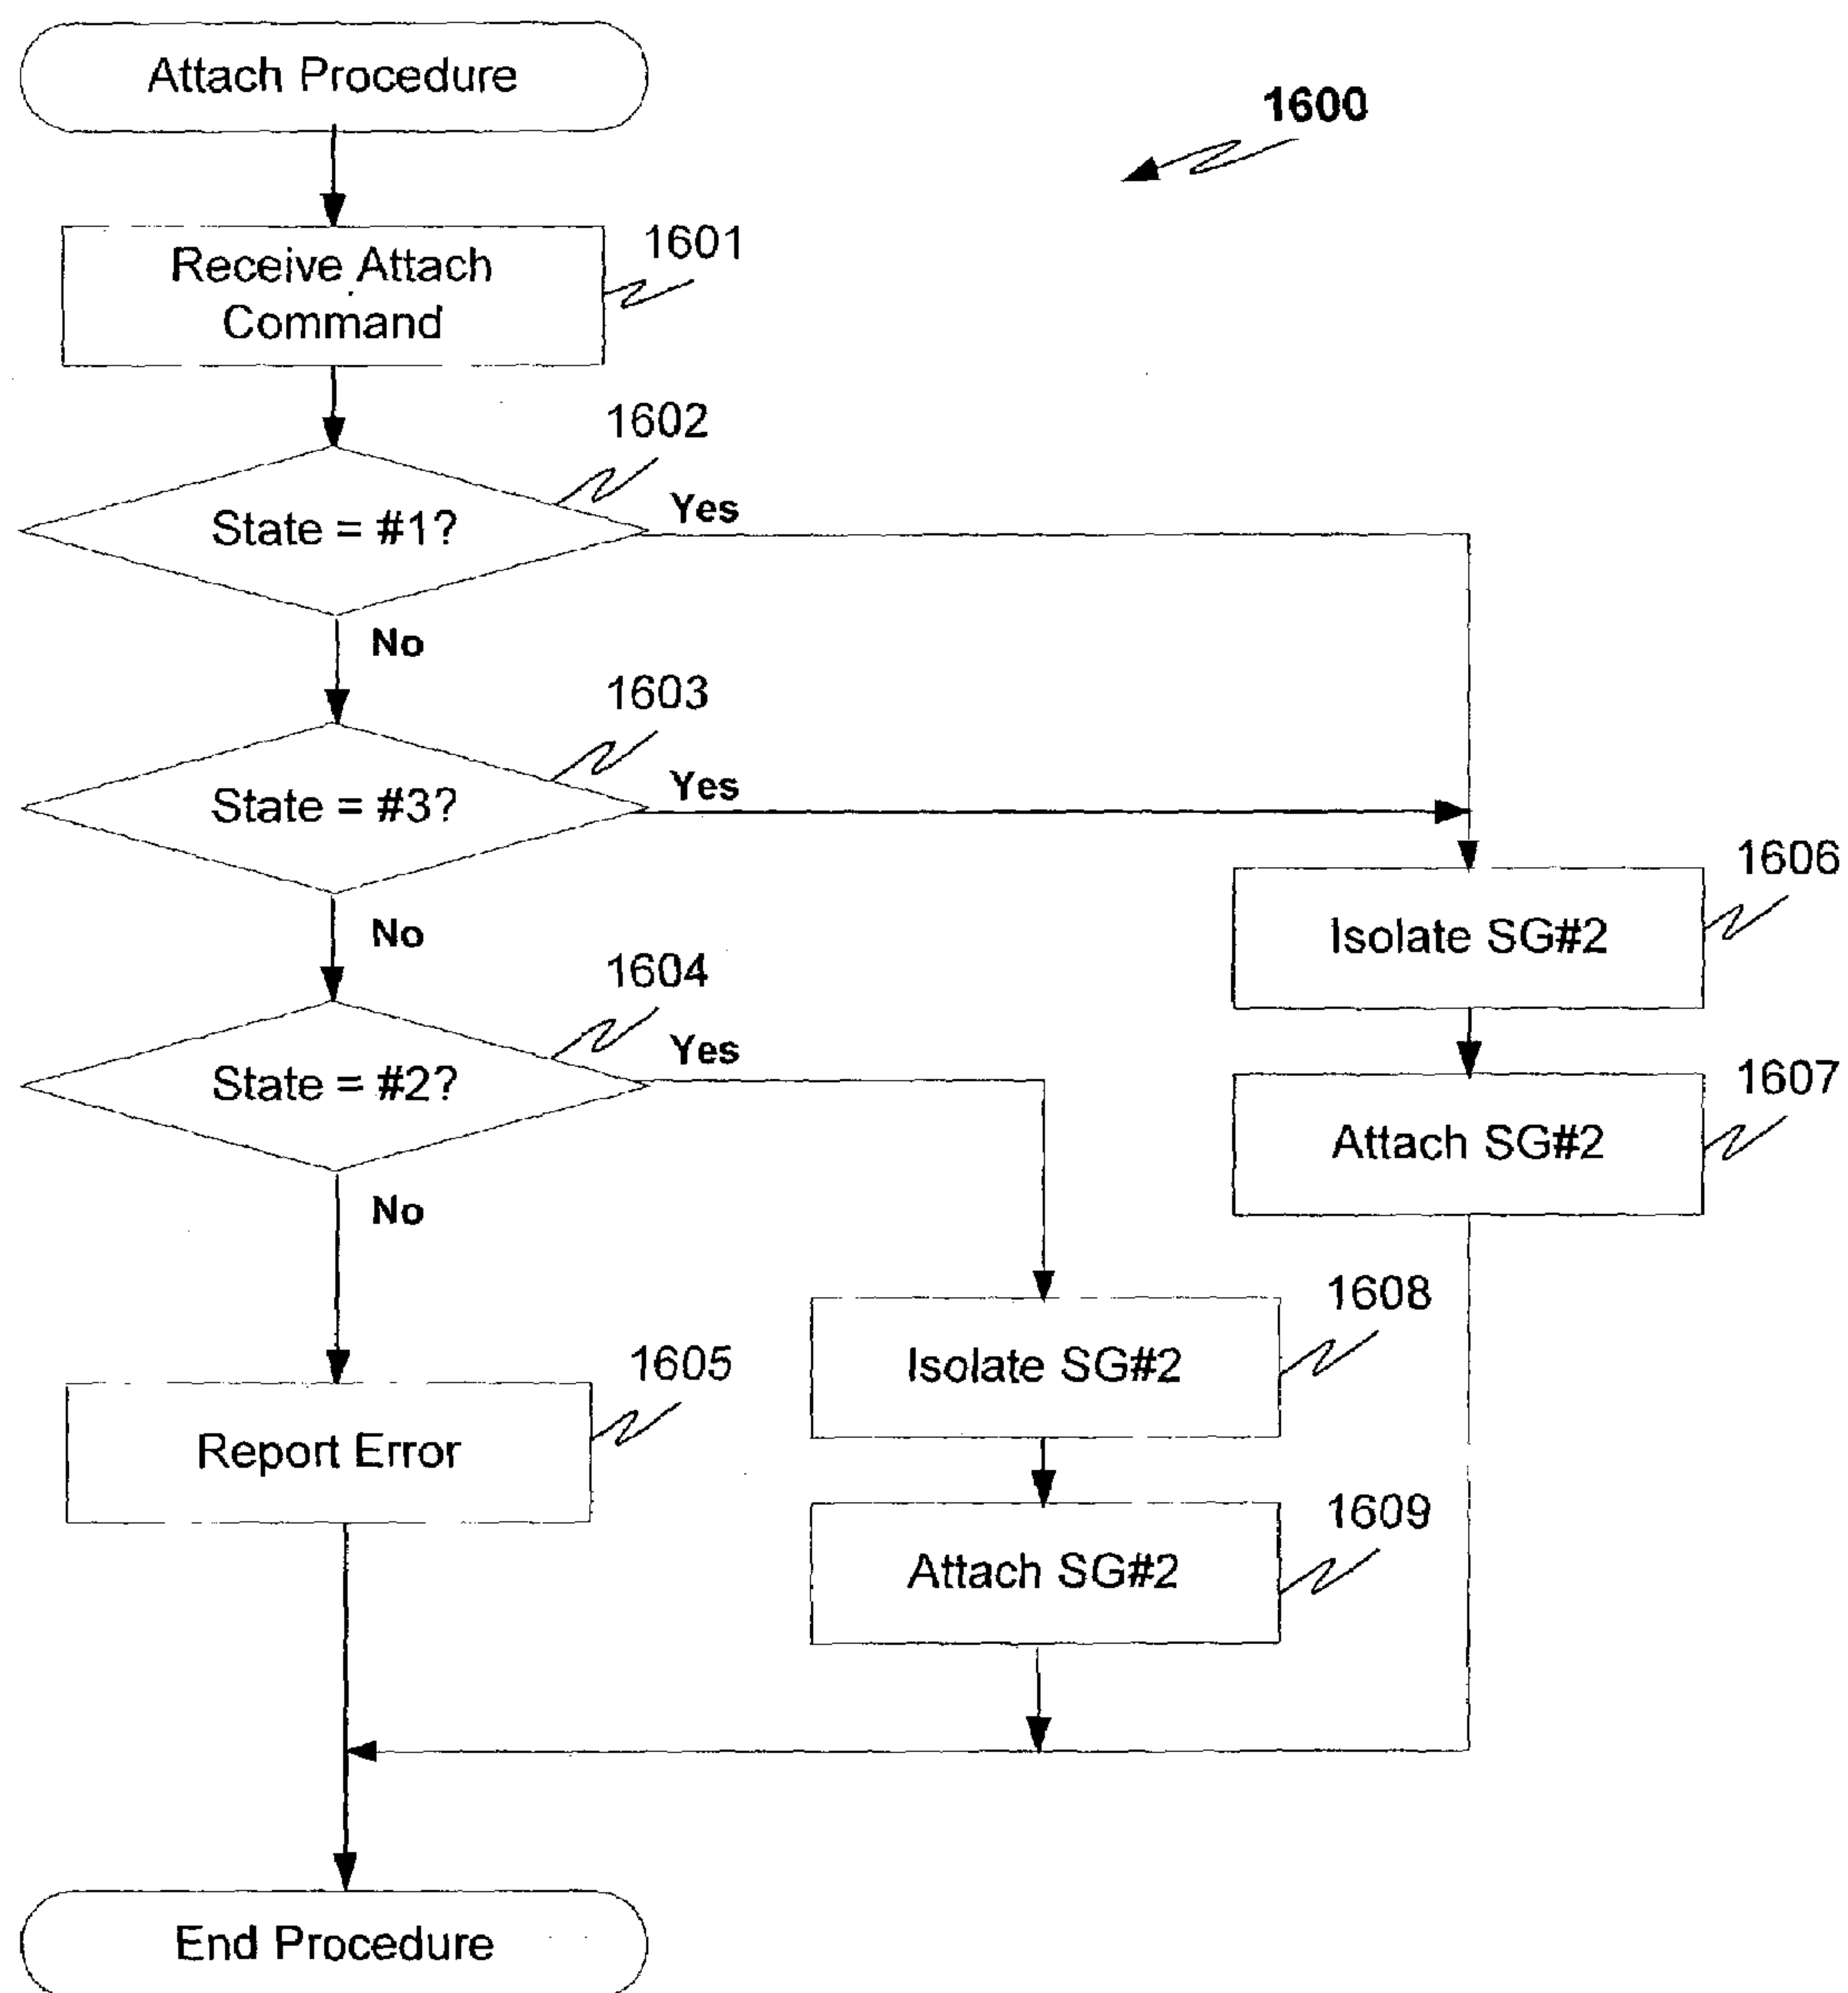 Attach Procedure
1600
Receive Attach
Command
1601
1602
State = #1?
Yes
No
1603
State = #3?
Yes
No
1604
State = #2?
Yes
No
1606
Isolate SG#2
1607
Attach SG#2
1608
Isolate SG#2
1605
Report Error
1609
Attach SG#2
End Procedure